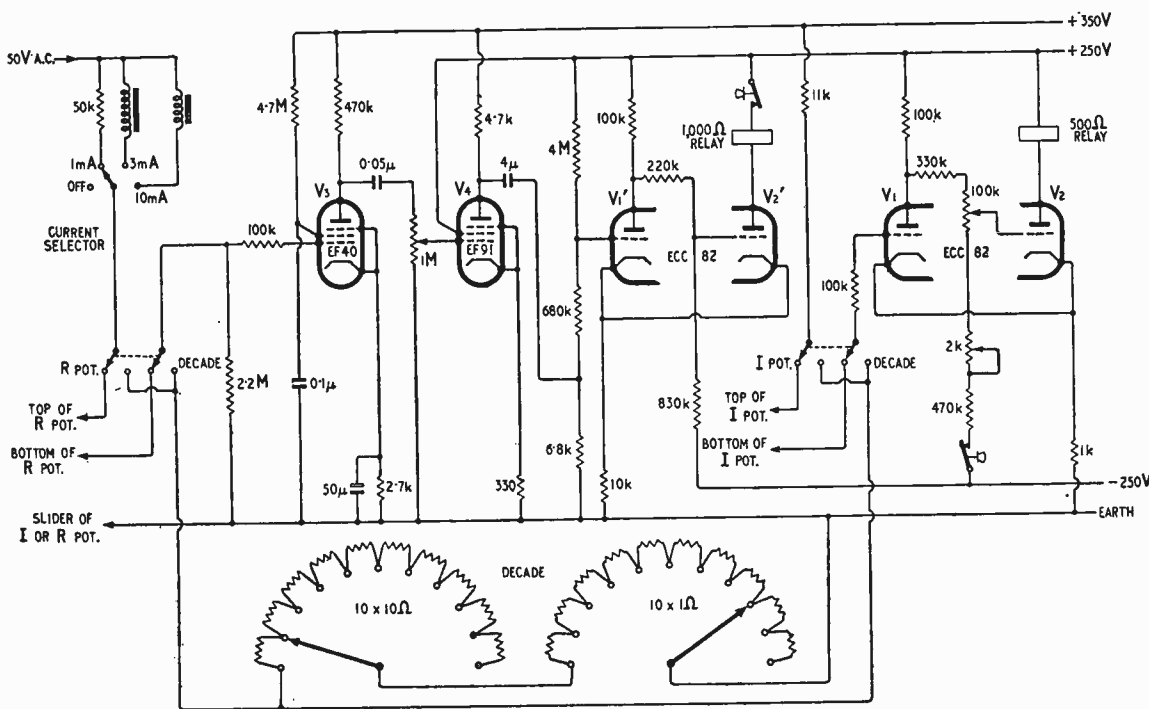 + 350V
50V A.C.
+ 250V
50k
4·7M
470k
4·7k
4M
100k
1,000Ω
RELAY
11k
100k
500Ω
RELAY
1mA
3mA
OFF
10mA
CURRENT
SELECTOR
0·05μ
4μ
220k
330k
100k
V3
V4
V1'
V2'
V1
V2
100k
EF40
1M
EF91
ECC 82
ECC 82
680k
100k
R POT.
DECADE
2·2M
0·1μ
I POT.
DECADE
2k
TOP OF
R POT.
830k
TOP OF
I POT.
470k
BOTTOM OF
R POT.
6·8k
BOTTOM OF
I POT.
50μ
2·7k
330
10k
1k
-250V
SLIDER OF
I OR R POT.
EARTH
DECADE
10 x 10Ω
10 x 1Ω